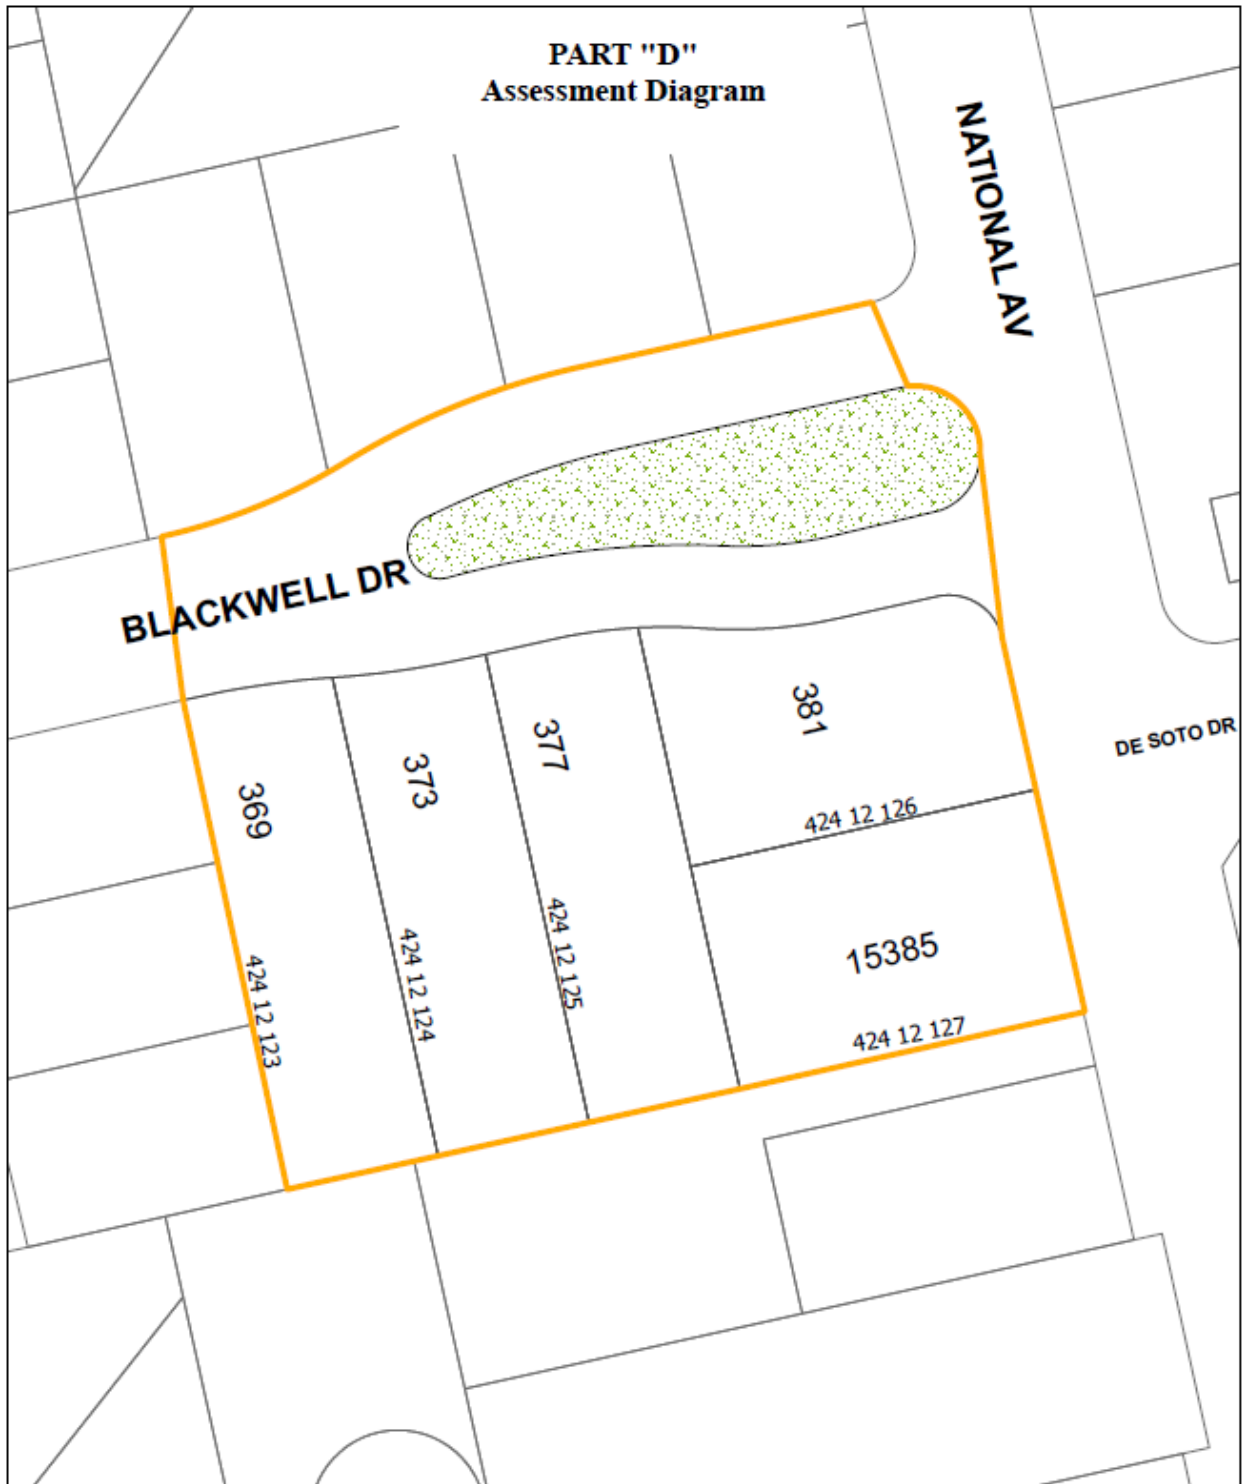 PART "D"
Assessment Diagram
NATIONAL AV
BLACKWELL DR
381
377
DE SOTO DR
373
369
424 12 126
15385
424 12 125
424 12 124
424 12 123
424 12 127